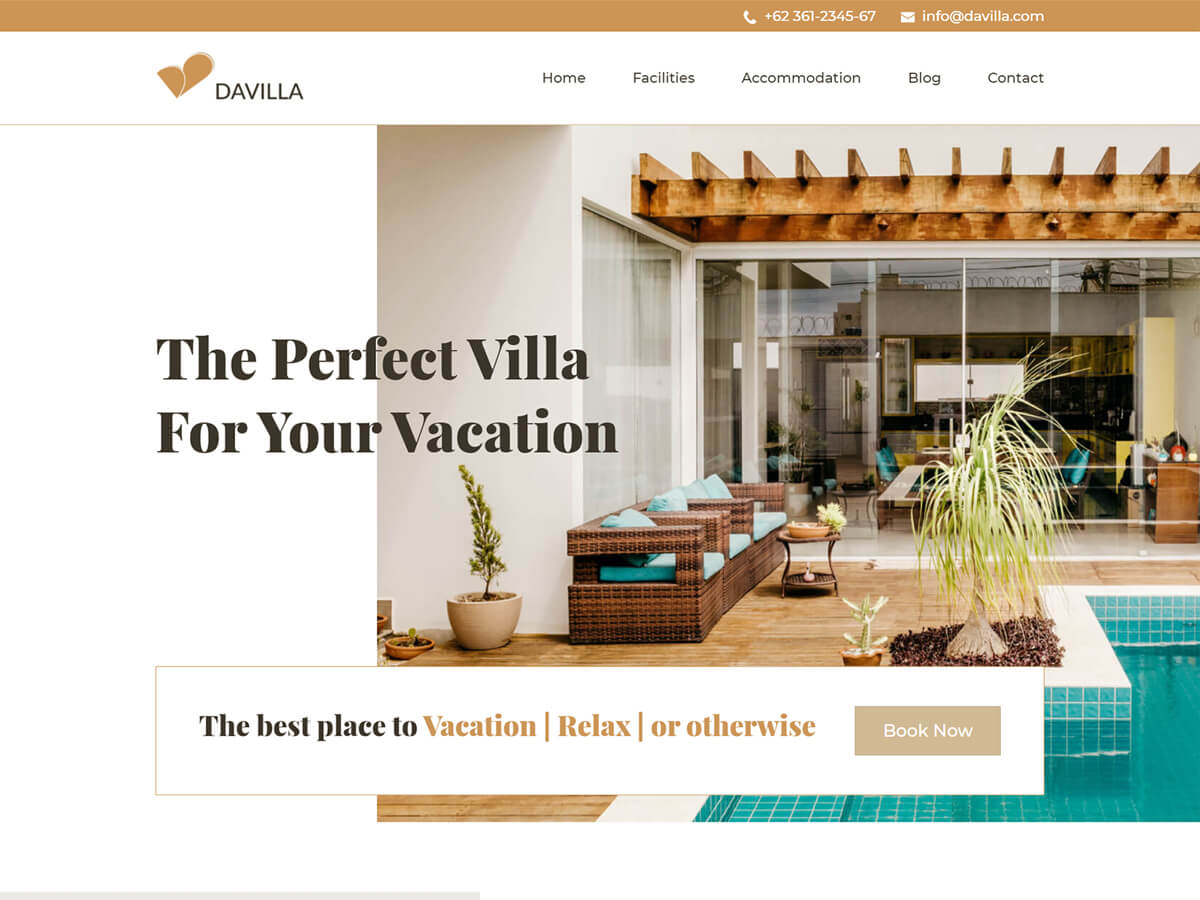 +62 361-2345-67 info@davilla.com
DAVILLA
Home Facilities Accommodation Blog Contact
The Perfect Villa
For Your Vacation
The best place to Vacation | Relax | or otherwise
Book Now